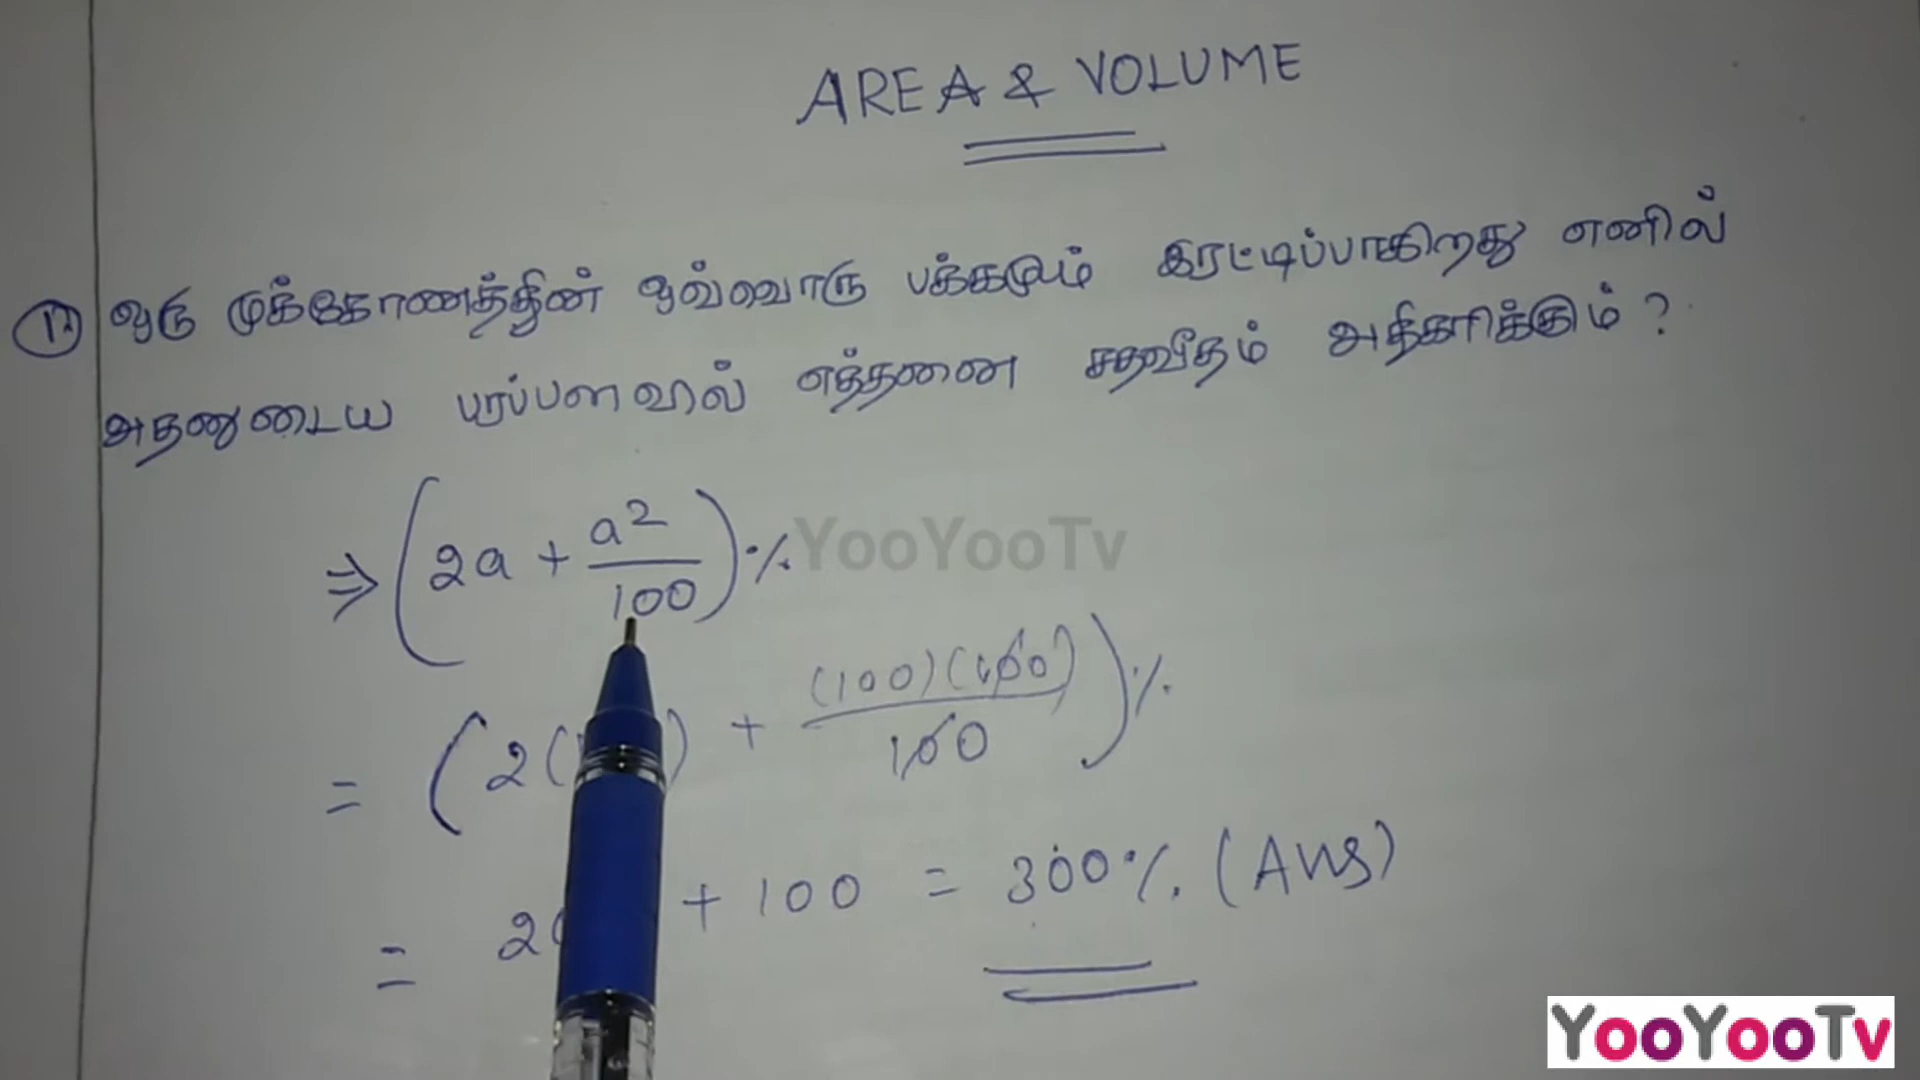 AREA & VOLUME
12 ஒரு முக்கோணத்தின் ஒவ்வொரு பக்கமும் இரட்டிப்பாகிறது எனில்
அதனுடைய பரப்பளவால் எத்தனை சதவீதம் அதிகரிக்கும்?
⇒ (2a + a²/100)%
YooYooTv
= (2( ) + (100)(100)/100)%
= 2 + 100 = 300%. (Ans)
YooYooTv